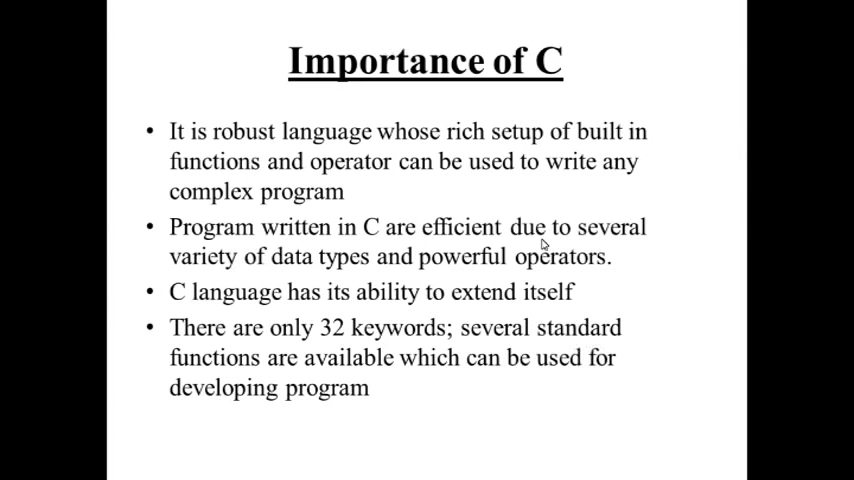 Importance of C
• It is robust language whose rich setup of built in
functions and operator can be used to write any
complex program
• Program written in C are efficient due to several
variety of data types and powerful operators.
• C language has its ability to extend itself
• There are only 32 keywords; several standard
functions are available which can be used for
developing program